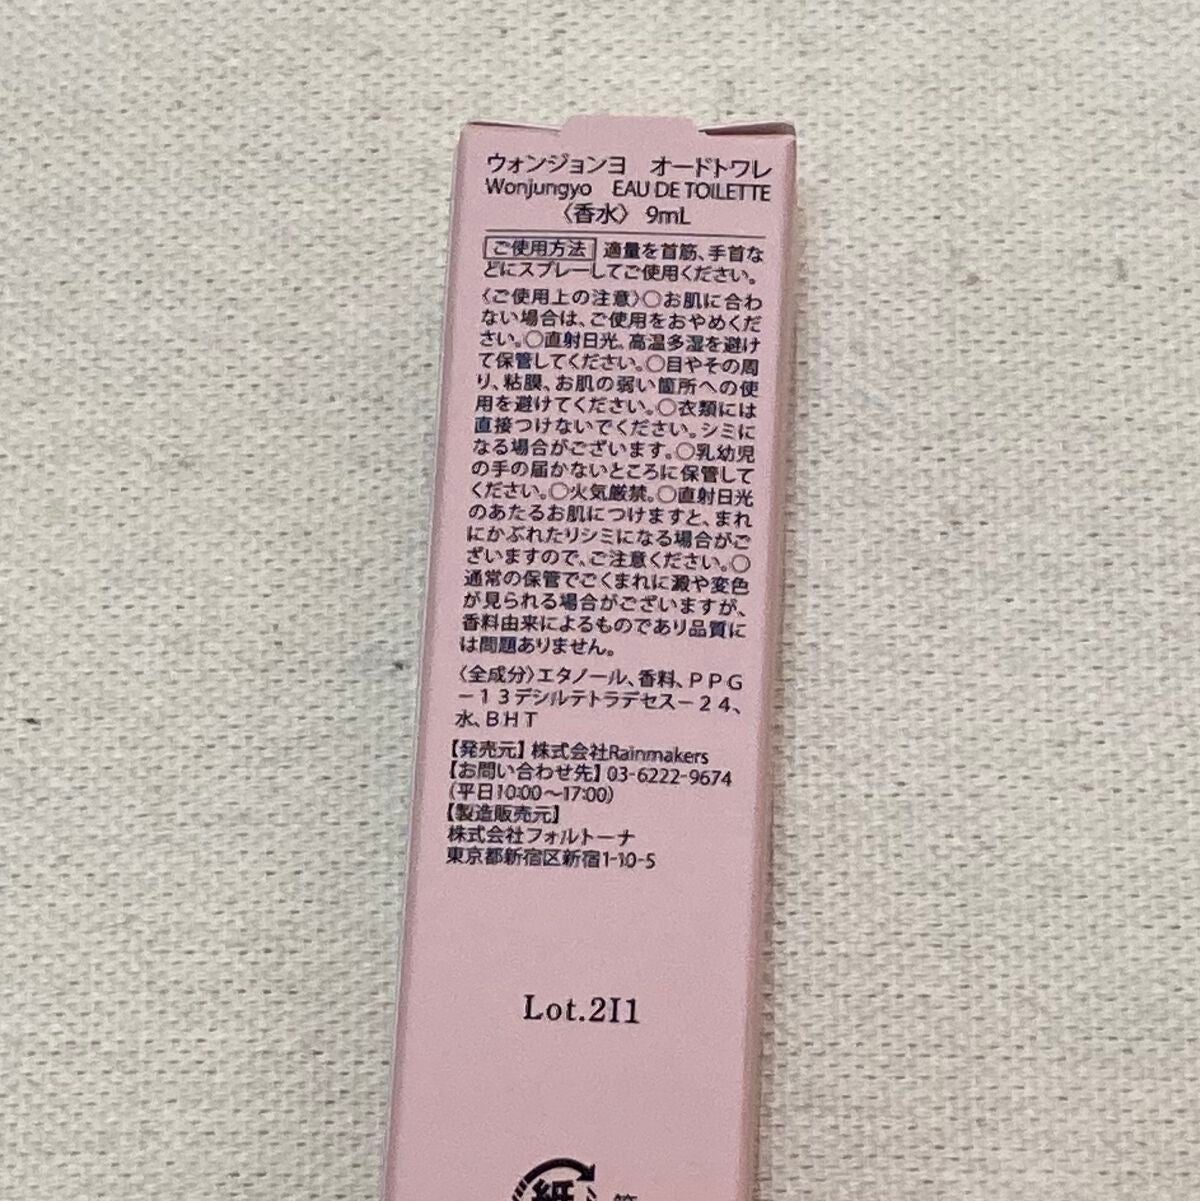 ウォンジョンヨ　オードトワレ
Wonjungyo　EAU DE TOILETTE
〈香水〉 9mL
ご使用方法 適量を首筋、手首な
どにスプレーしてご使用ください。
〈ご使用上の注意〉○お肌に合わ
ない場合は、ご使用をおやめくだ
さい。○直射日光、高温多湿を避け
て保管してください。○目やその周
り、粘膜、お肌の弱い箇所への使
用を避けてください。○衣類には
直接つけないでください。シミに
なる場合がございます。○乳幼児
の手の届かないところに保管して
ください。○火気厳禁。○直射日光
のあたるお肌につけますと、まれ
にかぶれたりシミになる場合がご
ざいますので、ご注意ください。○
通常の保管でごくまれに澱や変色
が見られる場合がございますが、
香料由来によるものであり品質に
は問題ありません。
〈全成分〉エタノール、香料、ＰＰＧ
－１３デシルテトラデセス－２４、
水、ＢＨＴ
【発売元】株式会社Rainmakers
【お問い合わせ先】03-6222-9674
(平日10:00～17:00)
【製造販売元】
株式会社フォルトーナ
東京都新宿区新宿1-10-5
Lot.2I1
紙